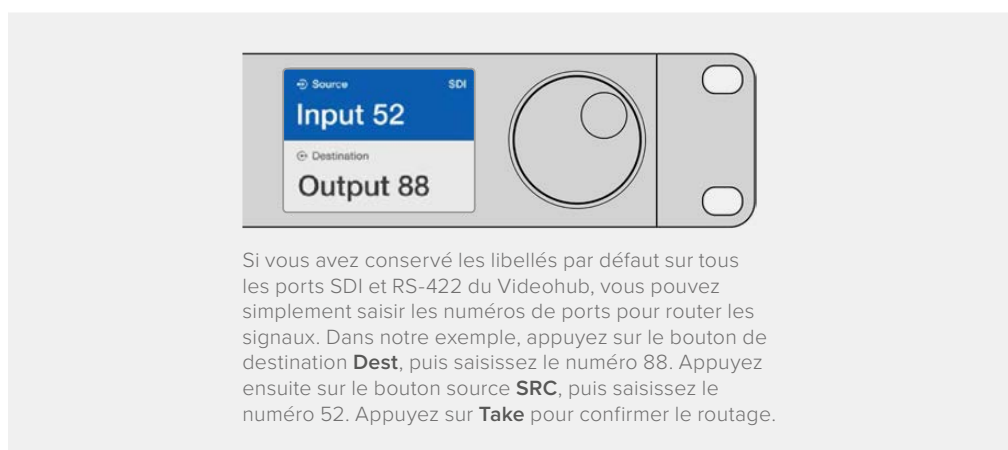 Source SDI
Input 52
Destination
Output 88
Si vous avez conservé les libellés par défaut sur tous
les ports SDI et RS-422 du Videohub, vous pouvez
simplement saisir les numéros de ports pour router les
signaux. Dans notre exemple, appuyez sur le bouton de
destination Dest, puis saisissez le numéro 88. Appuyez
ensuite sur le bouton source SRC, puis saisissez le
numéro 52. Appuyez sur Take pour confirmer le routage.